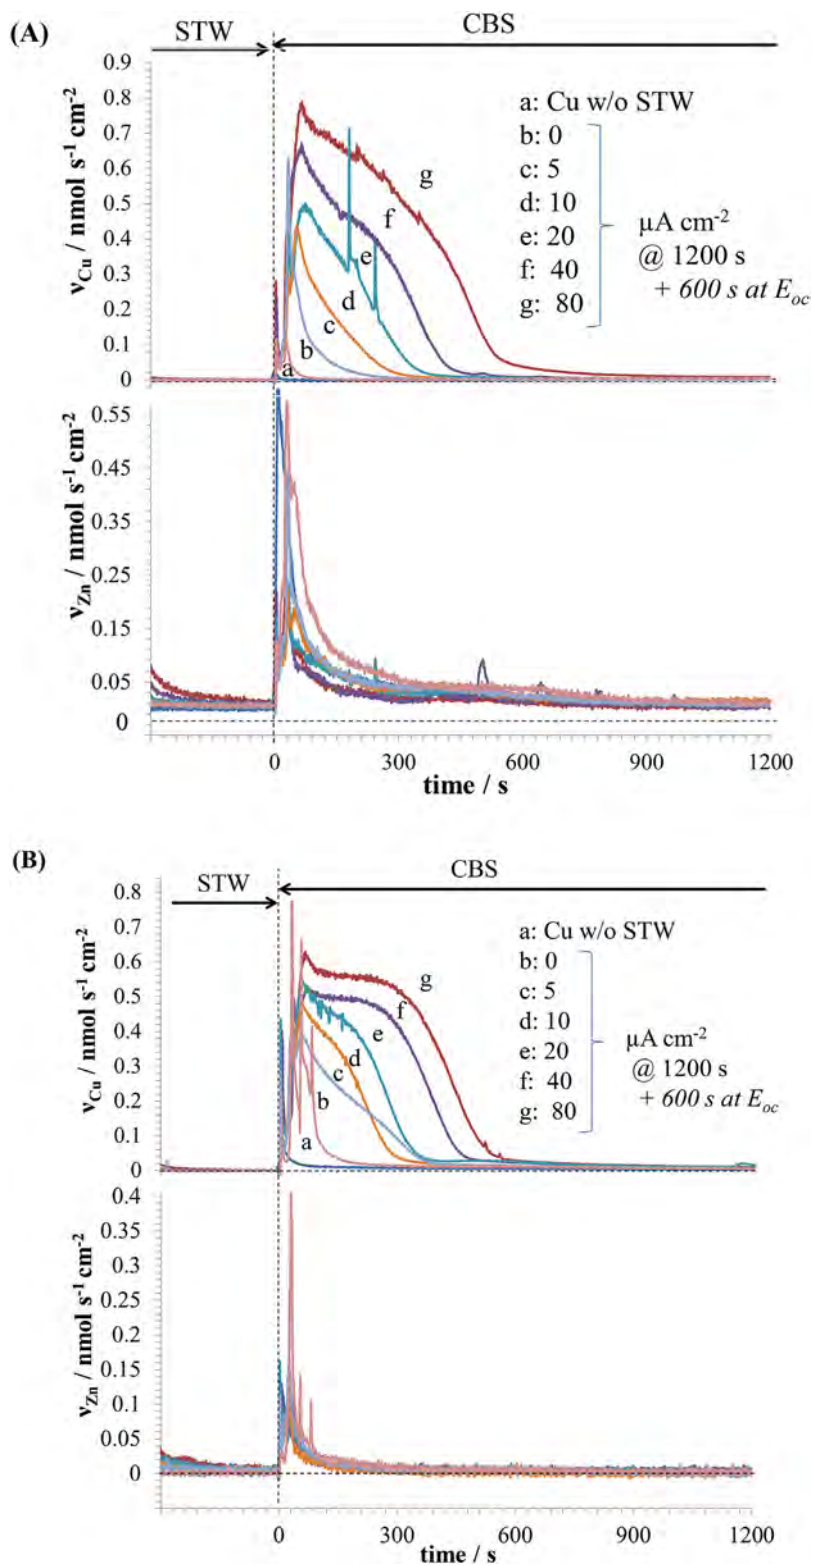 (A)
STW
CBS
0.9
0.8
0.7
0.6
0.5
0.4
0.3
0.2
0.1
0
νCu / nmol s⁻¹ cm⁻²
a: Cu w/o STW
b: 0
c: 5
d: 10
e: 20
f: 40
g: 80
µA cm⁻²
@ 1200 s
+ 600 s at Eoc
g
f
e
d
c
b
a
0.55
0.45
0.35
0.25
0.15
0.05
0
νZn / nmol s⁻¹ cm⁻²
0 300 600 900 1200
time / s
(B)
STW
CBS
0.8
0.7
0.6
0.5
0.4
0.3
0.2
0.1
0
νCu / nmol s⁻¹ cm⁻²
a: Cu w/o STW
b: 0
c: 5
d: 10
e: 20
f: 40
g: 80
µA cm⁻²
@ 1200 s
+ 600 s at Eoc
g
f
e
d
c
b
a
0.4
0.35
0.3
0.25
0.2
0.15
0.1
0.05
0
νZn / nmol s⁻¹ cm⁻²
0 300 600 900 1200
time / s